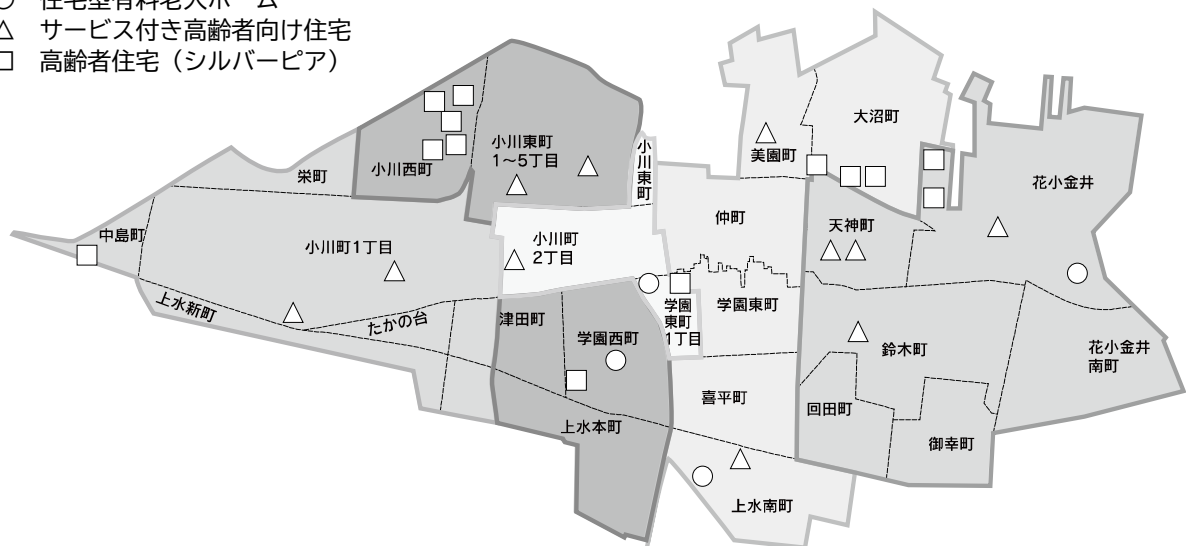 ○ 住宅型有料老人ホーム
△ サービス付き高齢者向け住宅
□ 高齢者住宅（シルバーピア）
大沼町
小川東町
1～5丁目
小川東町
美園町
小川西町
栄町
花小金井
仲町
天神町
中島町
小川町1丁目
小川町
2丁目
上水新町
たかの台
津田町
学園東町
学園
東町
1丁目
学園西町
鈴木町
花小金井
南町
喜平町
回田町
上水本町
御幸町
上水南町